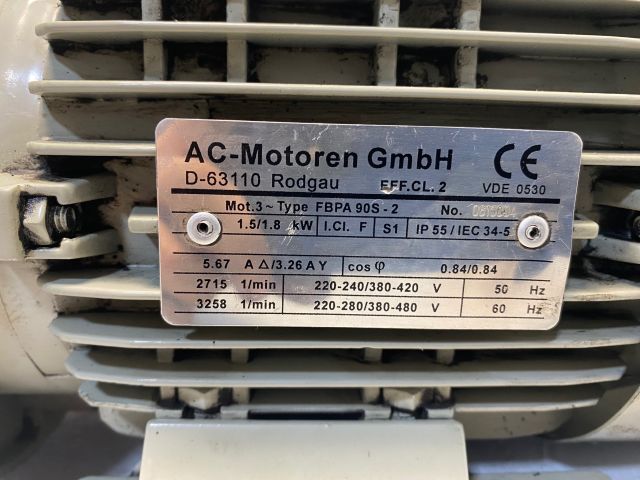 AC-Motoren GmbH CE
D-63110 Rodgau EFF.CL. 2 VDE 0530
Mot.3~Type FBPA 90S-2 No.
1.5/1.8 kW I.Cl. F S1 IP 55/IEC 34-5
5.67 A △/3.26 A Y cos φ 0.84/0.84
2715 1/min 220-240/380-420 V 50 Hz
3258 1/min 220-280/380-480 V 60 Hz